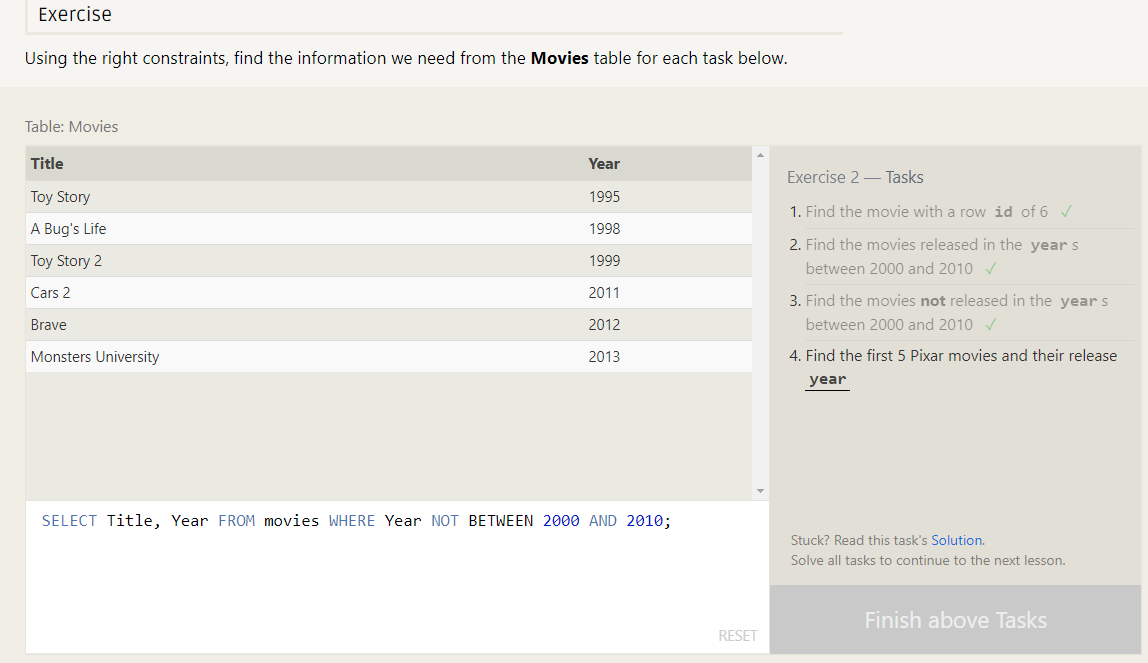 Exercise
Using the right constraints, find the information we need from the Movies table for each task below.
Table: Movies
Title Year
Toy Story 1995
A Bug's Life 1998
Toy Story 2 1999
Cars 2 2011
Brave 2012
Monsters University 2013
SELECT Title, Year FROM movies WHERE Year NOT BETWEEN 2000 AND 2010;
RESET
Exercise 2 — Tasks
1. Find the movie with a row id of 6 ✓
2. Find the movies released in the year s
between 2000 and 2010 ✓
3. Find the movies not released in the year s
between 2000 and 2010 ✓
4. Find the first 5 Pixar movies and their release
year
Stuck? Read this task's Solution.
Solve all tasks to continue to the next lesson.
Finish above Tasks